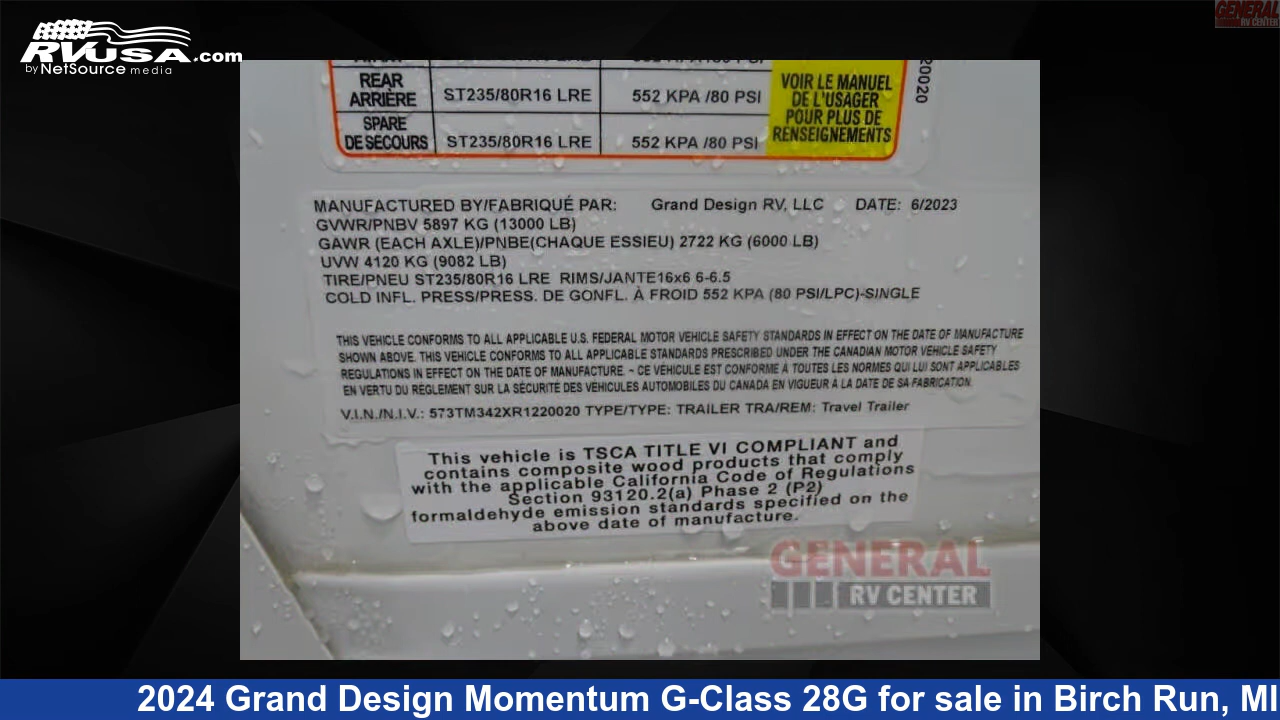 RVUSA.com
by NetSource media
GENERAL
RV CENTER
REAR
ARRIÈRE
ST235/80R16 LRE
552 KPA /80 PSI
SPARE
DE SECOURS
ST235/80R16 LRE
552 KPA /80 PSI
VOIR LE MANUEL
DE L'USAGER
POUR PLUS DE
RENSEIGNEMENTS
20020
MANUFACTURED BY/FABRIQUÉ PAR: Grand Design RV, LLC DATE: 6/2023
GVWR/PNBV 5897 KG (13000 LB)
GAWR (EACH AXLE)/PNBE(CHAQUE ESSIEU) 2722 KG (6000 LB)
UVW 4120 KG (9082 LB)
TIRE/PNEU ST235/80R16 LRE RIMS/JANTE16x6 6-6.5
COLD INFL. PRESS/PRESS. DE GONFL. À FROID 552 KPA (80 PSI/LPC)-SINGLE
THIS VEHICLE CONFORMS TO ALL APPLICABLE U.S. FEDERAL MOTOR VEHICLE SAFETY STANDARDS IN EFFECT ON THE DATE OF MANUFACTURE
SHOWN ABOVE. THIS VEHICLE CONFORMS TO ALL APPLICABLE STANDARDS PRESCRIBED UNDER THE CANADIAN MOTOR VEHICLE SAFETY
REGULATIONS IN EFFECT ON THE DATE OF MANUFACTURE. ~ CE VÉHICULE EST CONFORME À TOUTES LES NORMES QUI LUI SONT APPLICABLES
EN VERTU DU RÈGLEMENT SUR LA SÉCURITÉ DES VÉHICULES AUTOMOBILES DU CANADA EN VIGUEUR À LA DATE DE SA FABRICATION.
V.I.N./N.I.V.: 573TM342XR1220020 TYPE/TYPE: TRAILER TRA/REM: Travel Trailer
This vehicle is TSCA TITLE VI COMPLIANT and
contains composite wood products that comply
with the applicable California Code of Regulations
Section 93120.2(a) Phase 2 (P2)
formaldehyde emission standards specified on the
above date of manufacture.
GENERAL
RV CENTER
2024 Grand Design Momentum G-Class 28G for sale in Birch Run, MI